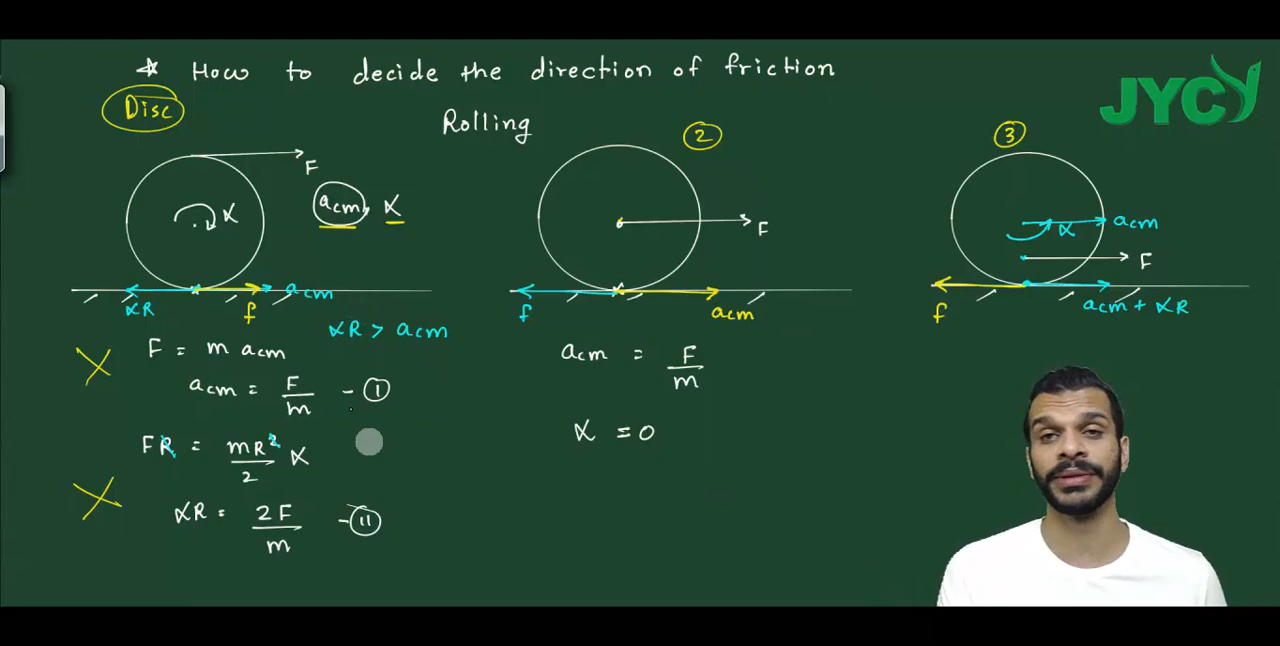 * How to decide the direction of friction
JYC
Disc
Rolling
②
③
F
α
acm, α
F
acm
α
F
αR
acm
f
f
acm
f
acm + αR
αR > acm
F = m acm
acm = F/m - ①
acm = F/m
FR = mR²/2 α
α = 0
αR = 2F/m - ⑪